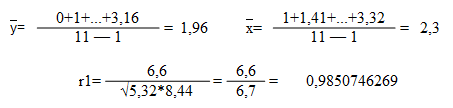 y̅= 0+1+...+3,16 / 11 — 1 = 1,96 x̅= 1+1,41+...+3,32 / 11 — 1 = 2,3
r1= 6,6 / √5,32*8,44 = 6,6 / 6,7 = 0,9850746269